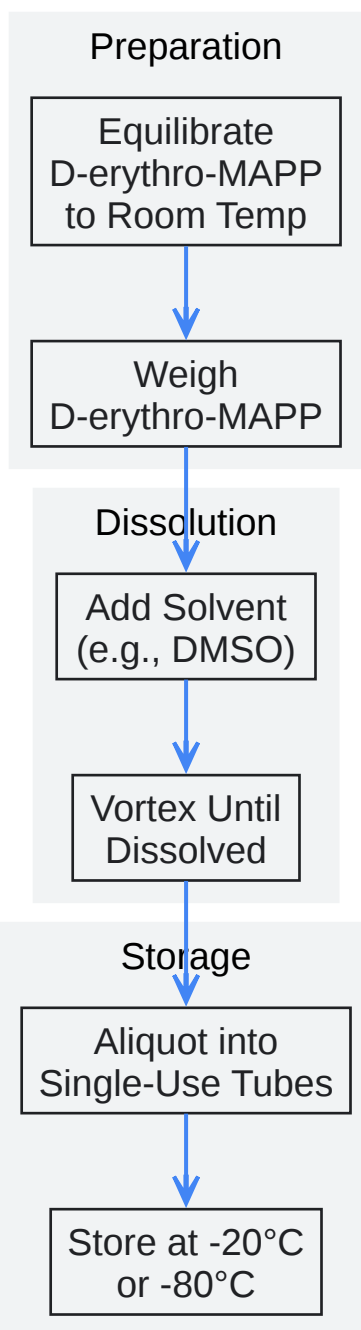 Preparation
Equilibrate
D-erythro-MAPP
to Room Temp
Weigh
D-erythro-MAPP
Dissolution
Add Solvent
(e.g., DMSO)
Vortex Until
Dissolved
Storage
Aliquot into
Single-Use Tubes
Store at -20°C
or -80°C